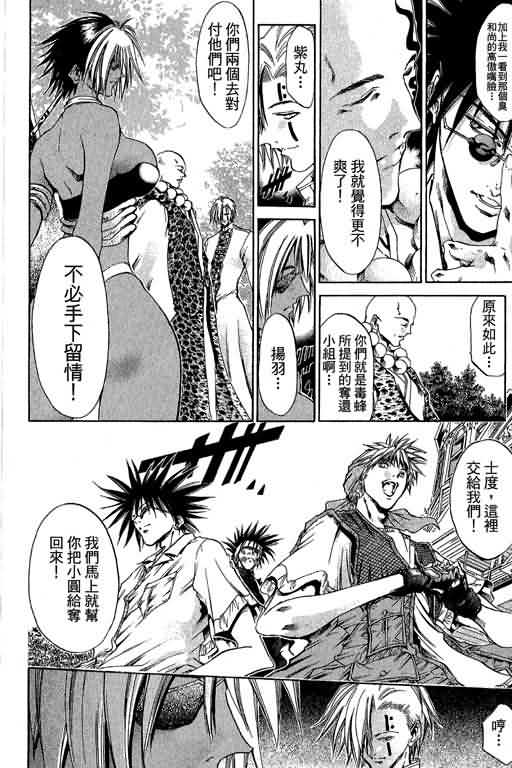 加上我一看到那個臭
和尚的高傲嘴臉…
我就覺得更不
爽了！
紫丸…
你們兩個去對
付他們吧！
原來如此…
你們就是毒蜂
所提到的奪還
小組啊…
揚羽…
不必手下留情！
士度，這裡
交給我們！
我們馬上就幫
你把小圓給奪
回來！
哼…